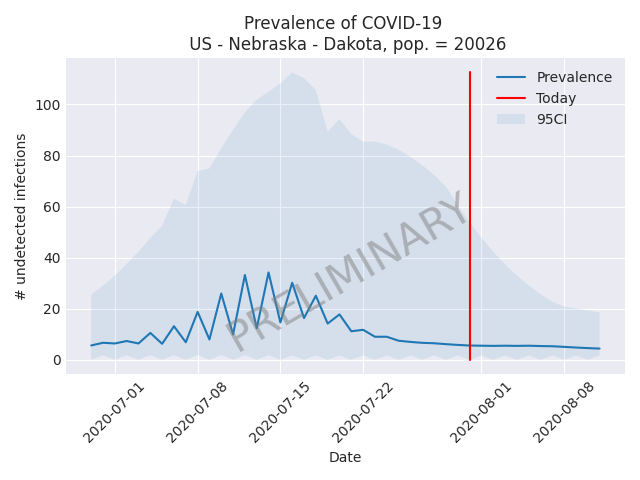 Prevalence of COVID-19
US - Nebraska - Dakota, pop. = 20026
# undetected infections
100
80
60
40
20
0
Prevalence
Today
95CI
PRELIMINARY
2020-07-01
2020-07-08
2020-07-15
2020-07-22
2020-08-01
2020-08-08
Date